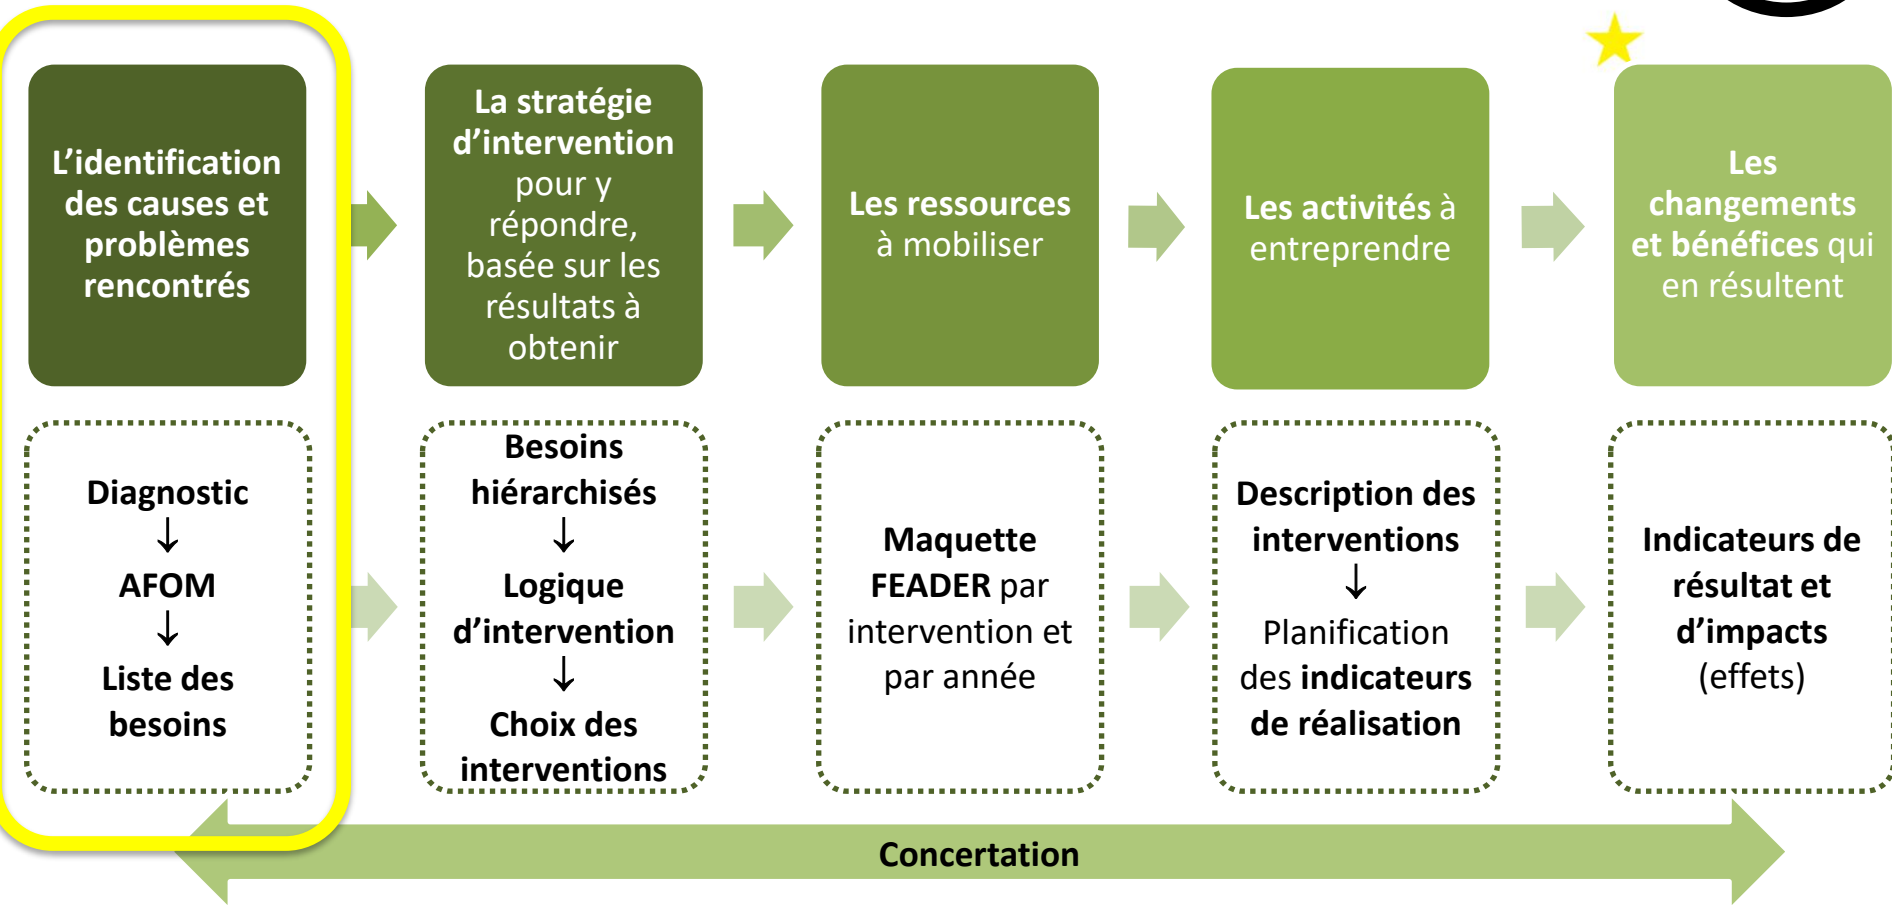 L’identification
des causes et
problèmes
rencontrés
La stratégie
d’intervention
pour y
répondre,
basée sur les
résultats à
obtenir
Les ressources
à mobiliser
Les activités à
entreprendre
Les
changements
et bénéfices qui
en résultent
Diagnostic
↓
AFOM
↓
Liste des
besoins
Besoins
hiérarchisés
↓
Logique
d’intervention
↓
Choix des
interventions
Maquette
FEADER par
intervention et
par année
Description des
interventions
↓
Planification
des indicateurs
de réalisation
Indicateurs de
résultat et
d’impacts
(effets)
Concertation